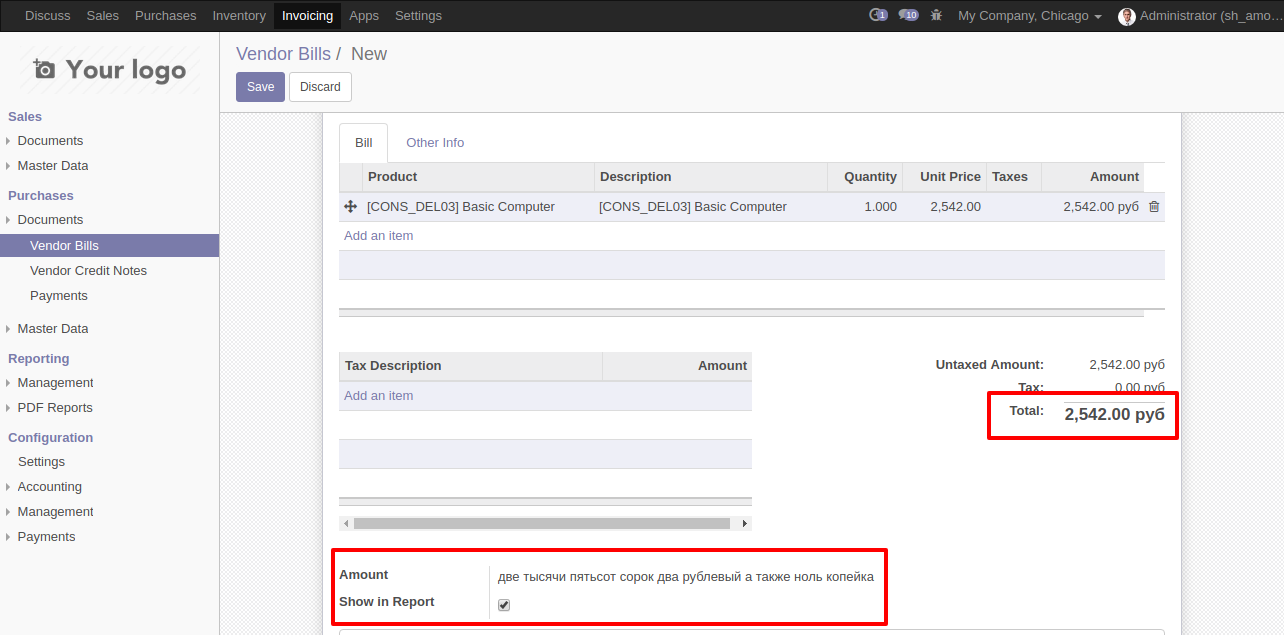 Discuss Sales Purchases Inventory Invoicing Apps Settings 1 10 My Company, Chicago Administrator (sh_amo...
Your logo
Vendor Bills / New
Save Discard
Sales
Documents
Master Data
Purchases
Documents
Vendor Bills
Vendor Credit Notes
Payments
Master Data
Reporting
Management
PDF Reports
Configuration
Settings
Accounting
Management
Payments
Bill Other Info
Product Description Quantity Unit Price Taxes Amount
[CONS_DEL03] Basic Computer [CONS_DEL03] Basic Computer 1.000 2,542.00 2,542.00 руб
Add an item
Tax Description Amount
Add an item
Untaxed Amount: 2,542.00 руб
Tax: 0.00 руб
Total: 2,542.00 руб
Amount две тысячи пятьсот сорок два рублевый а также ноль копейка
Show in Report